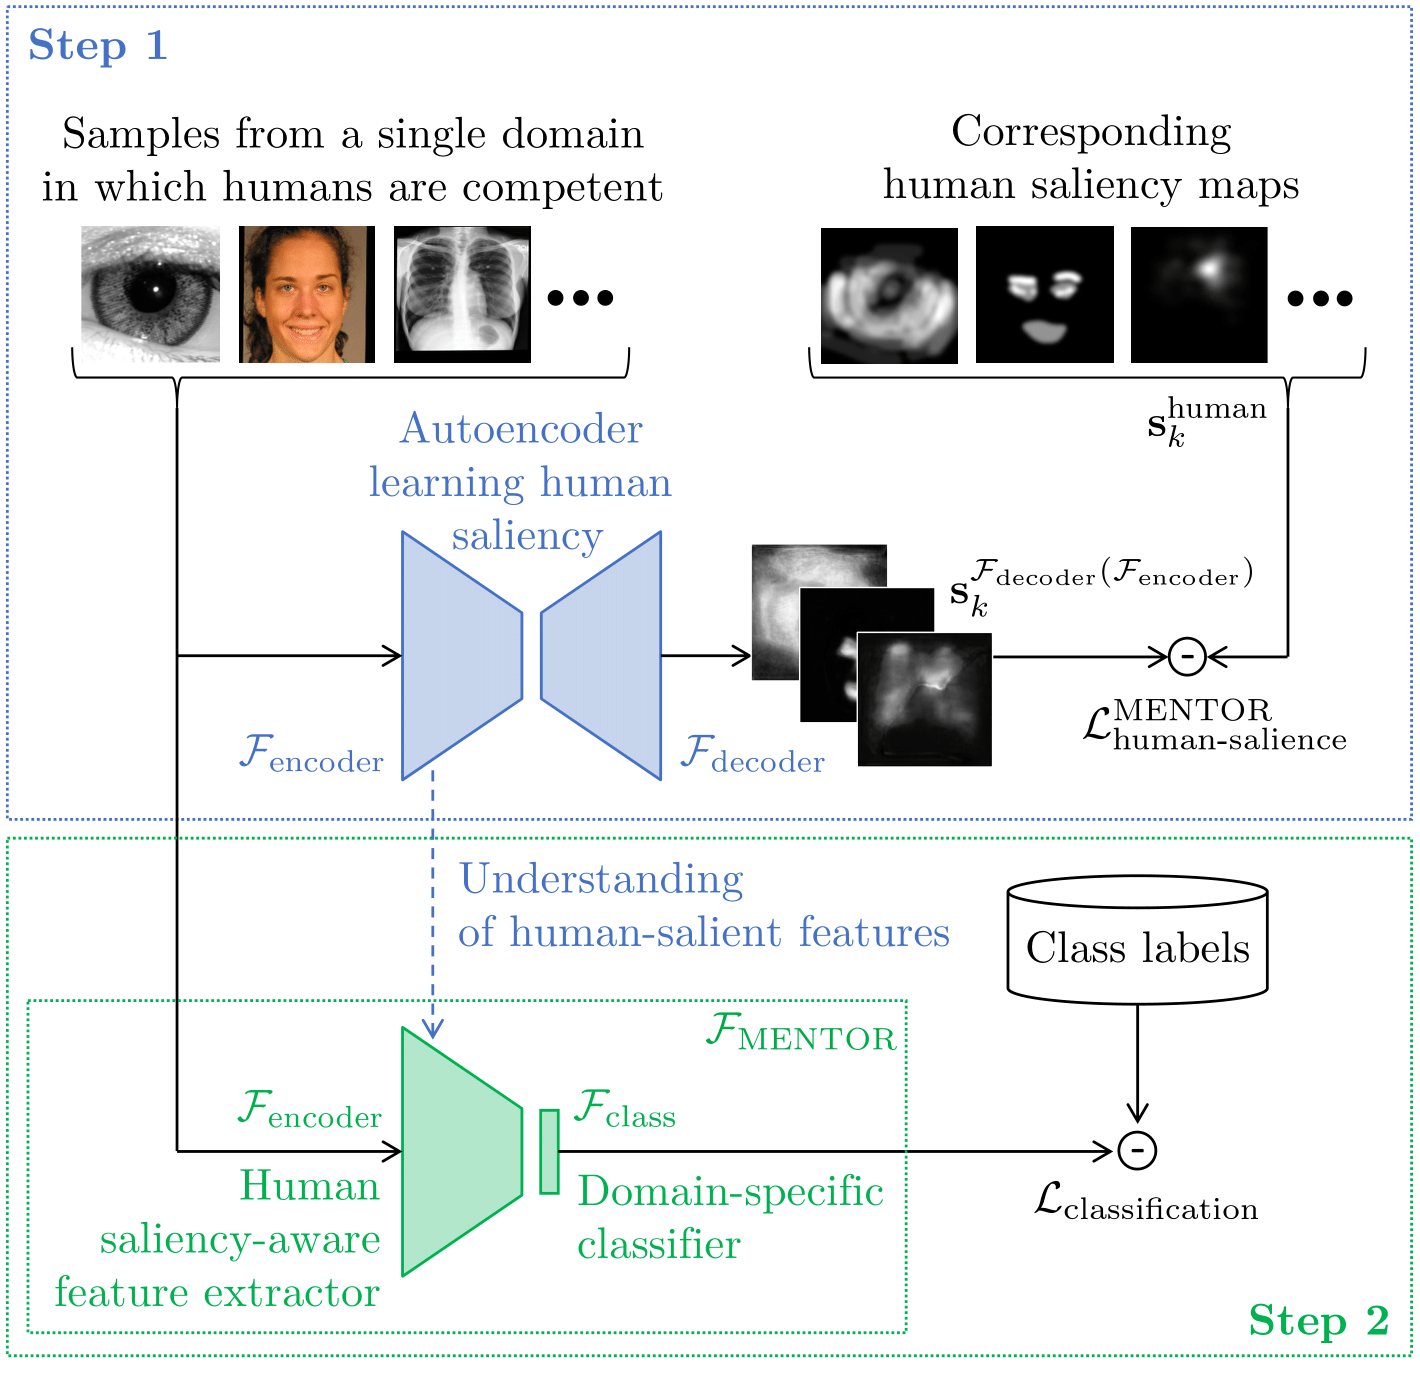 Step 1
Samples from a single domain
in which humans are competent
Corresponding
human saliency maps
•••
•••
$\mathbf{s}_k^{\text{human}}$
Autoencoder
learning human
saliency
$\mathbf{s}_k^{\mathcal{F}_{\text{decoder}}(\mathcal{F}_{\text{encoder}})}$
-
$\mathcal{L}_{\text{human-salience}}^{\text{MENTOR}}$
$\mathcal{F}_{\text{encoder}}$
$\mathcal{F}_{\text{decoder}}$
Understanding
of human-salient features
Class labels
$\mathcal{F}_{\text{MENTOR}}$
$\mathcal{F}_{\text{encoder}}$
$\mathcal{F}_{\text{class}}$
-
Human
saliency-aware
feature extractor
Domain-specific
classifier
$\mathcal{L}_{\text{classification}}$
Step 2